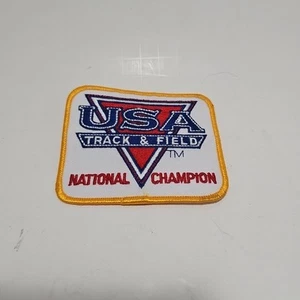 USA
TRACK & FIELD
TM
NATIONAL CHAMPION